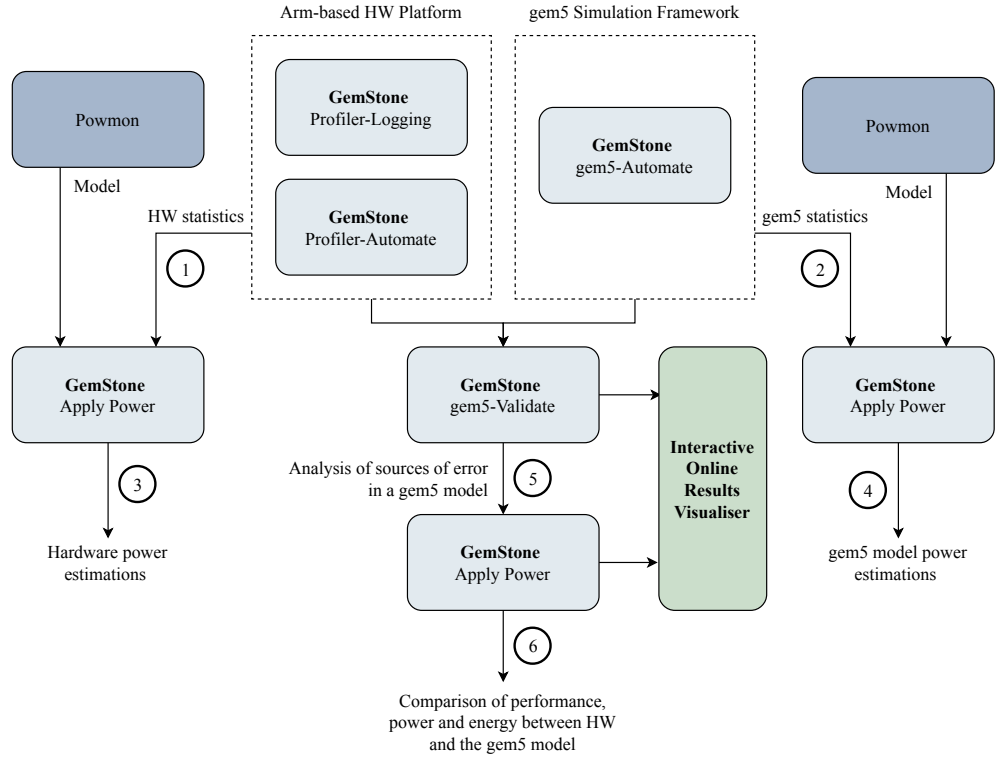 Arm-based HW Platform
gem5 Simulation Framework
Powmon
GemStone
Profiler-Logging
GemStone
gem5-Automate
Powmon
Model
GemStone
Profiler-Automate
Model
HW statistics
gem5 statistics
1
2
GemStone
Apply Power
GemStone
gem5-Validate
GemStone
Apply Power
Interactive
Online
Results
Visualiser
Analysis of sources of error
in a gem5 model
3
5
4
Hardware power
estimations
GemStone
Apply Power
gem5 model power
estimations
6
Comparison of performance,
power and energy between HW
and the gem5 model